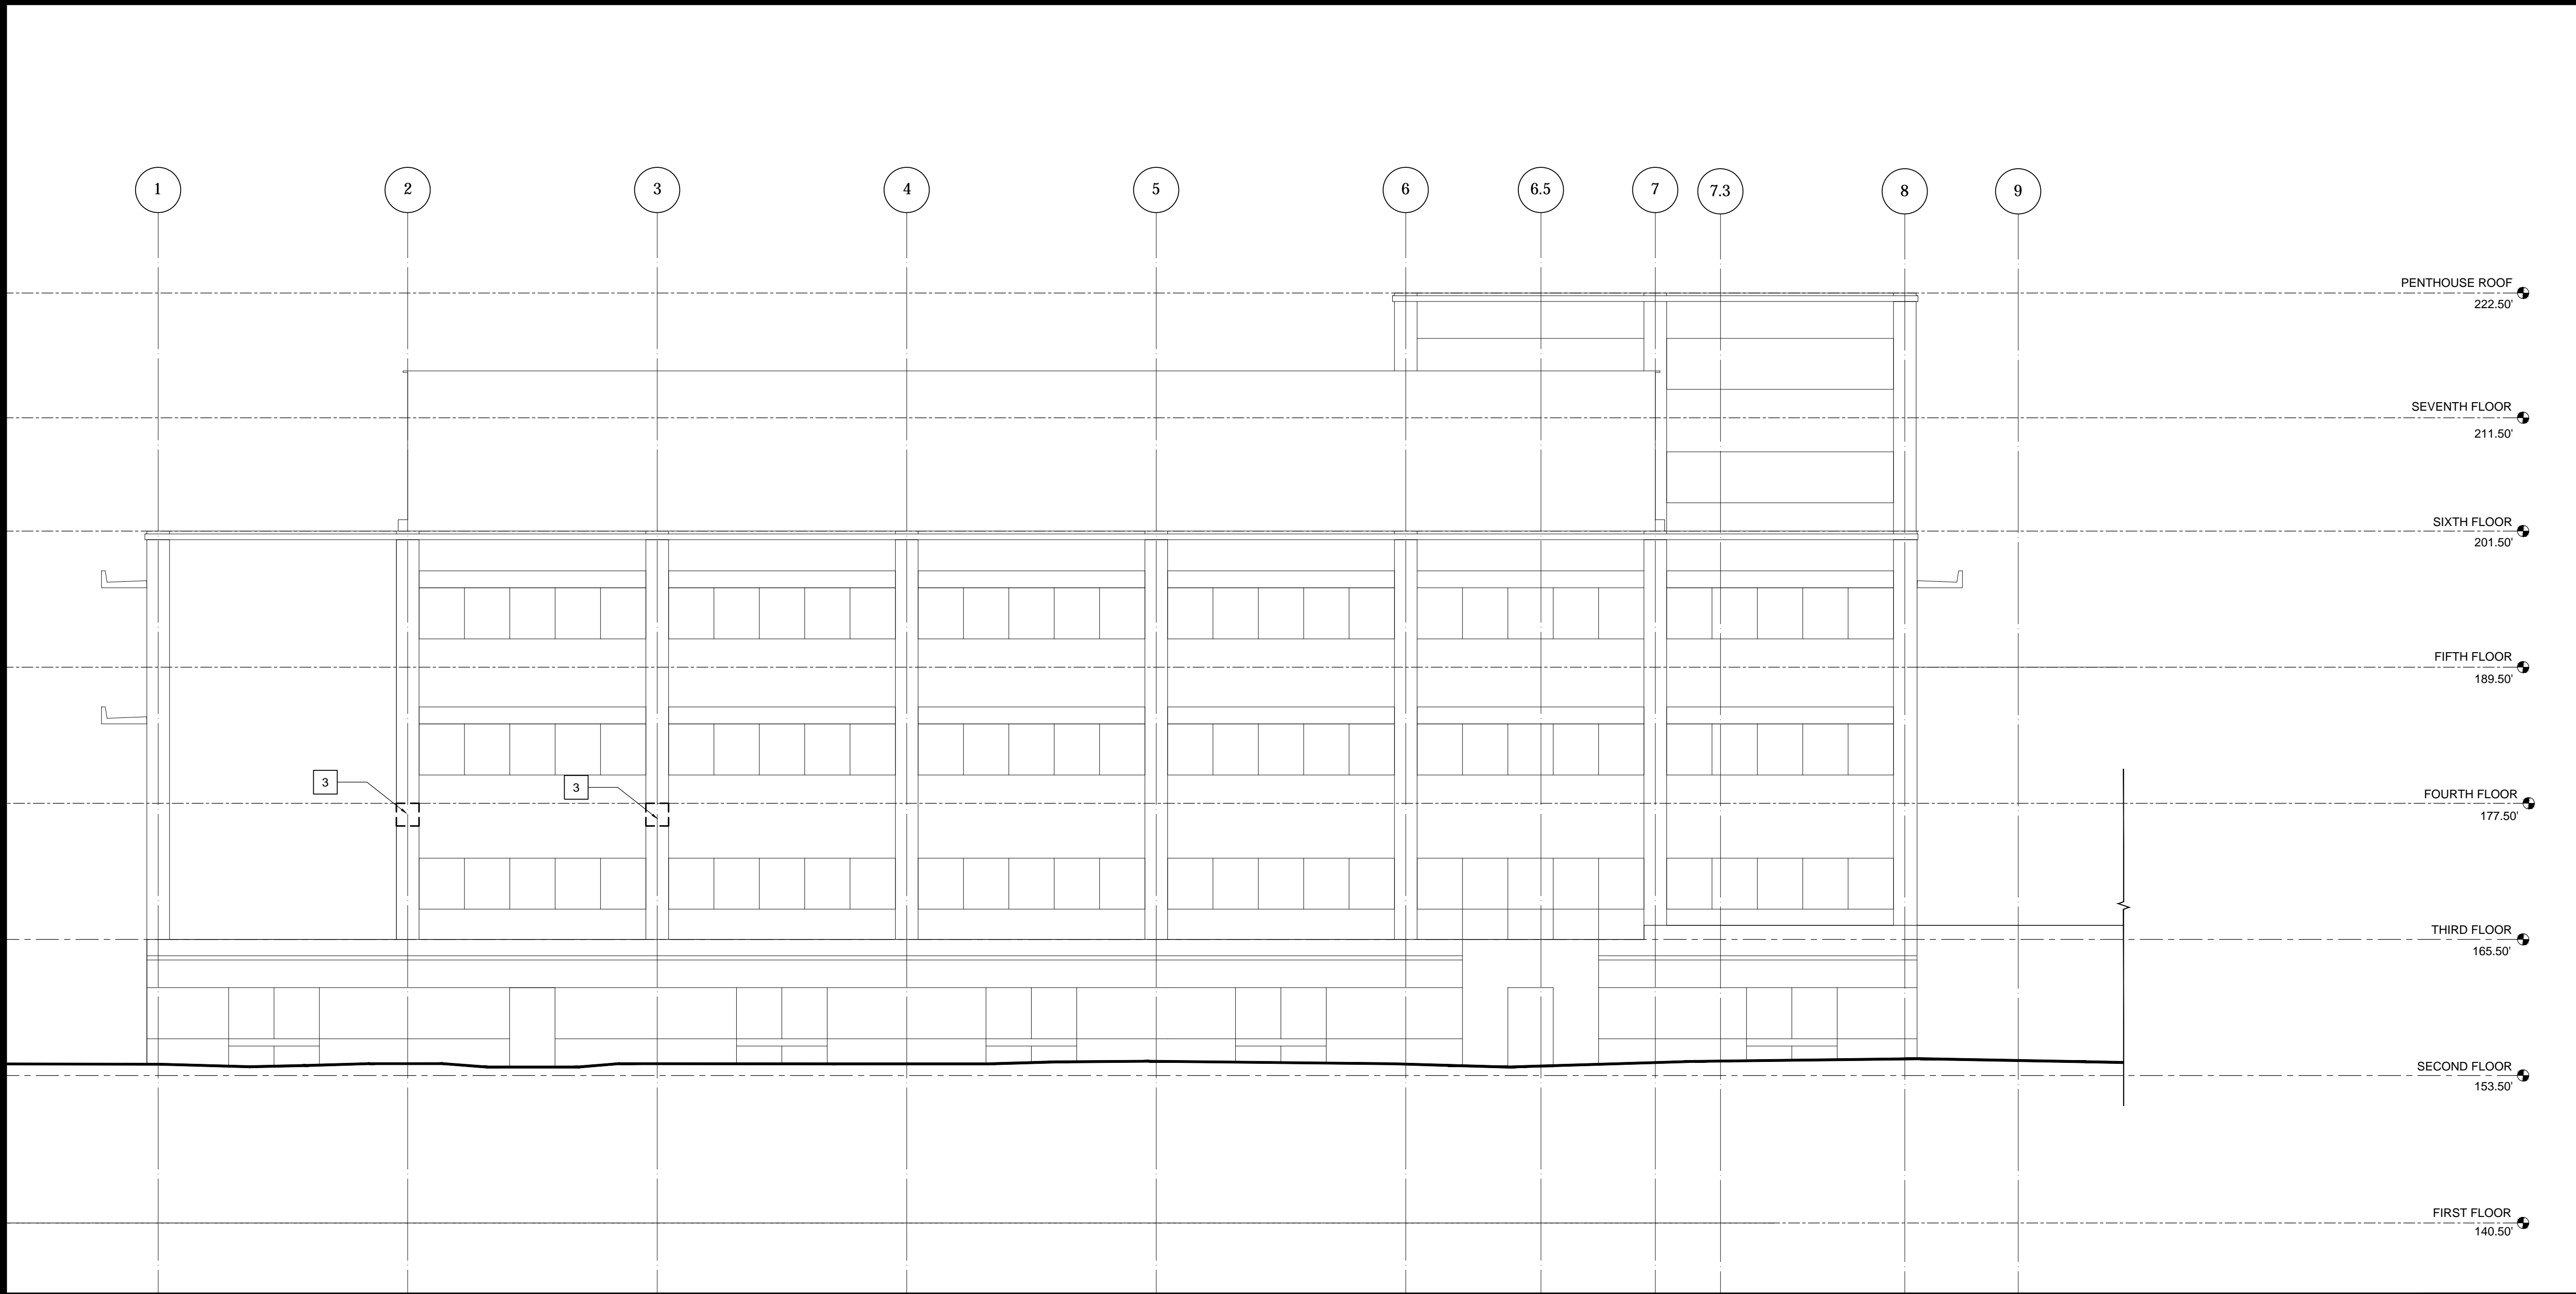 1
2
3
4
5
6
6.5
7
7.3
8
9
PENTHOUSE ROOF
222.50'
SEVENTH FLOOR
211.50'
SIXTH FLOOR
201.50'
FIFTH FLOOR
189.50'
3
3
FOURTH FLOOR
177.50'
THIRD FLOOR
165.50'
SECOND FLOOR
153.50'
FIRST FLOOR
140.50'